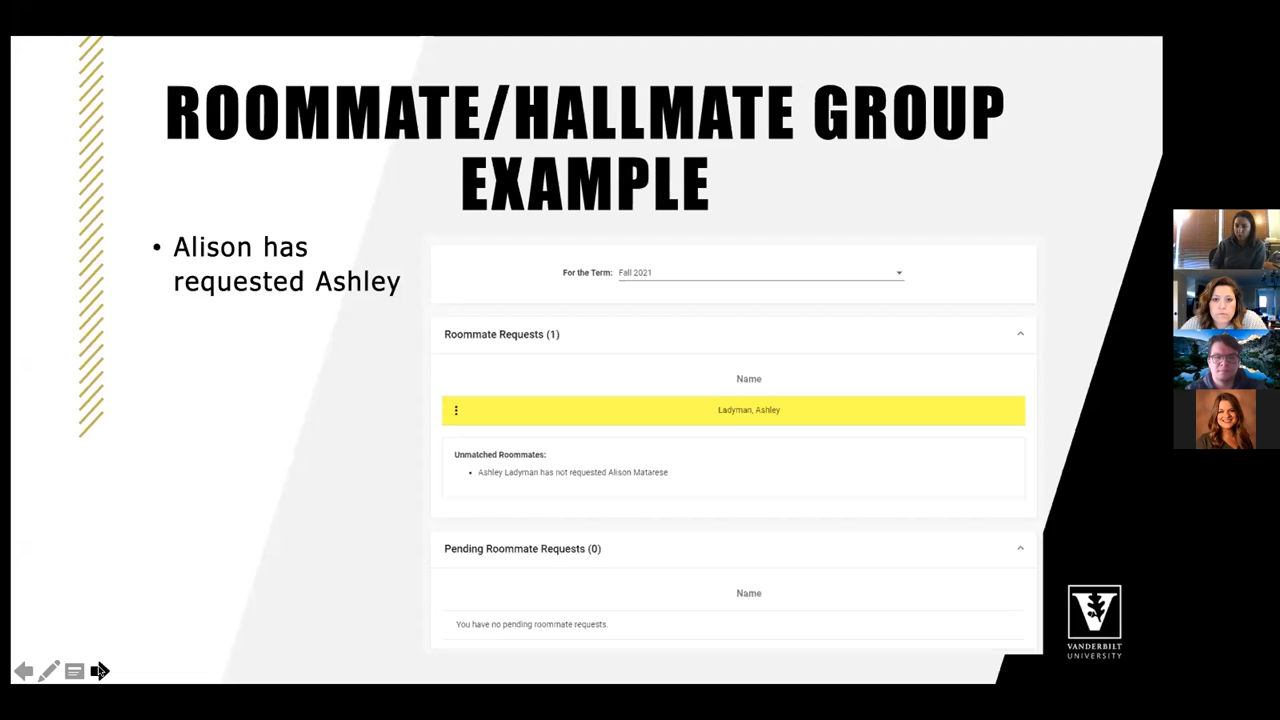 ROOMMATE/HALLMATE GROUP
EXAMPLE
• Alison has
requested Ashley
For the Term: Fall 2021
Roommate Requests (1)
Name
Ladyman, Ashley
Unmatched Roommates:
• Ashley Ladyman has not requested Alison Matarese
Pending Roommate Requests (0)
Name
You have no pending roommate requests.
V
VANDERBILT
UNIVERSITY